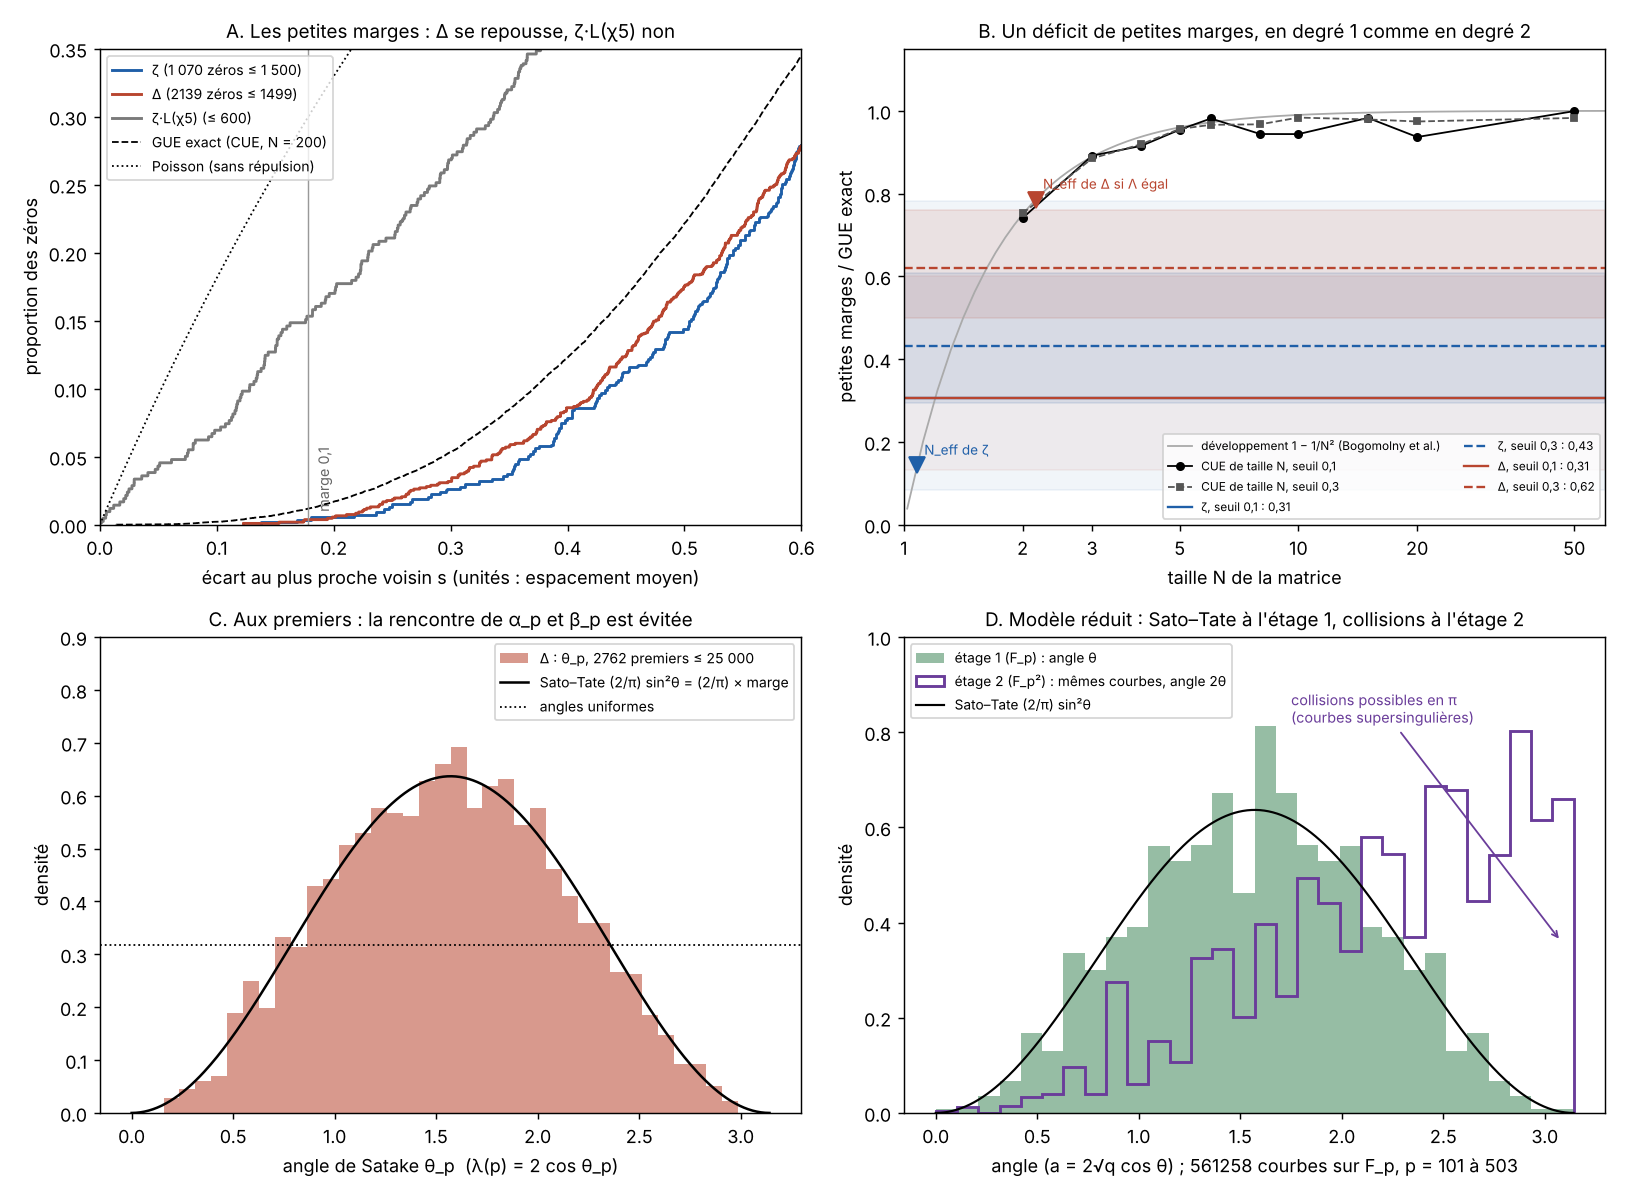 A. Les petites marges : Δ se repousse, ζ·L(χ5) non
0.35
0.30
0.25
0.20
0.15
0.10
0.05
0.00
proportion des zéros
ζ (1 070 zéros ≤ 1 500)
Δ (2139 zéros ≤ 1499)
ζ·L(χ5) (≤ 600)
GUE exact (CUE, N = 200)
Poisson (sans répulsion)
marge 0,1
0.0 0.1 0.2 0.3 0.4 0.5 0.6
écart au plus proche voisin s (unités : espacement moyen)
B. Un déficit de petites marges, en degré 1 comme en degré 2
1.0
0.8
0.6
0.4
0.2
0.0
petites marges / GUE exact
N_eff de Δ si Λ égal
N_eff de ζ
développement 1 − 1/N² (Bogomolny et al.)
CUE de taille N, seuil 0,1
CUE de taille N, seuil 0,3
ζ, seuil 0,1 : 0,31
ζ, seuil 0,3 : 0,43
Δ, seuil 0,1 : 0,31
Δ, seuil 0,3 : 0,62
1 2 3 5 10 20 50
taille N de la matrice
C. Aux premiers : la rencontre de α_p et β_p est évitée
0.9
0.8
0.7
0.6
0.5
0.4
0.3
0.2
0.1
0.0
densité
Δ : θ_p, 2762 premiers ≤ 25 000
Sato–Tate (2/π) sin²θ = (2/π) × marge
angles uniformes
0.0 0.5 1.0 1.5 2.0 2.5 3.0
angle de Satake θ_p (λ(p) = 2 cos θ_p)
D. Modèle réduit : Sato–Tate à l'étage 1, collisions à l'étage 2
1.0
0.8
0.6
0.4
0.2
0.0
densité
étage 1 (F_p) : angle θ
étage 2 (F_p²) : mêmes courbes, angle 2θ
Sato–Tate (2/π) sin²θ
collisions possibles en π
(courbes supersingulières)
0.0 0.5 1.0 1.5 2.0 2.5 3.0
angle (a = 2√q cos θ) ; 561258 courbes sur F_p, p = 101 à 503